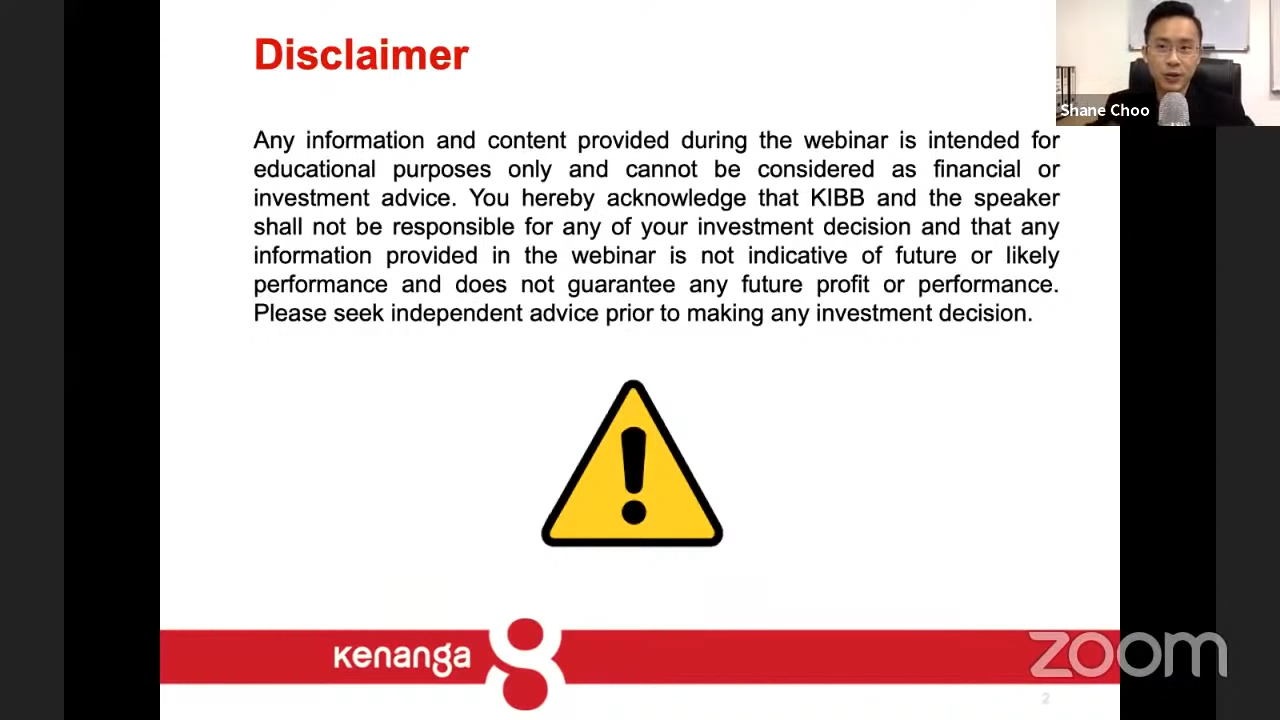 Disclaimer
Shane Choo
Any information and content provided during the webinar is intended for
educational purposes only and cannot be considered as financial or
investment advice. You hereby acknowledge that KIBB and the speaker
shall not be responsible for any of your investment decision and that any
information provided in the webinar is not indicative of future or likely
performance and does not guarantee any future profit or performance.
Please seek independent advice prior to making any investment decision.
kenanga
zoom
2